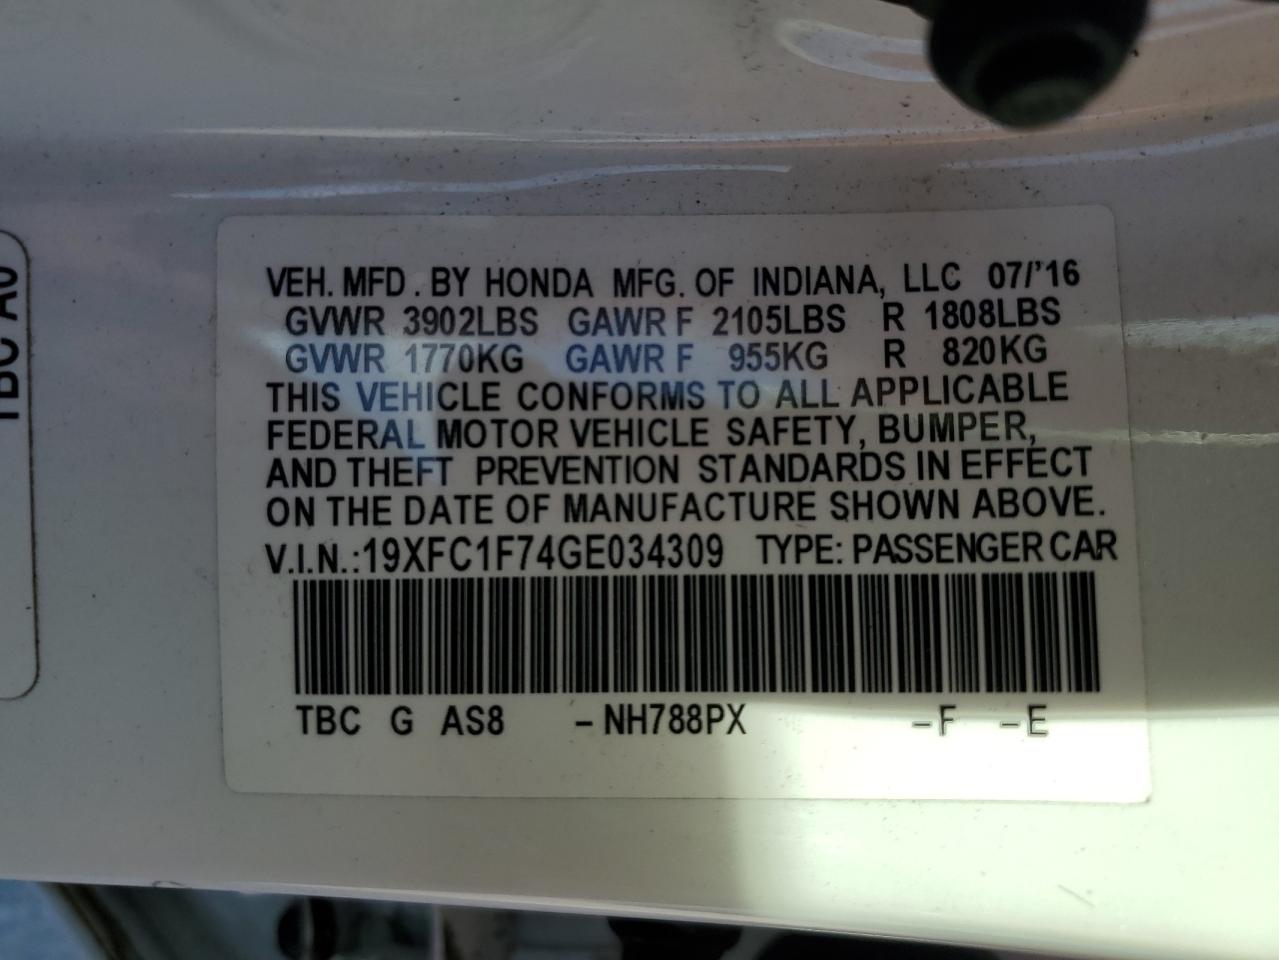 VEH. MFD. BY HONDA MFG. OF INDIANA, LLC 07/'16
GVWR 3902LBS GAWR F 2105LBS R 1808LBS
GVWR 1770KG GAWR F 955KG R 820KG
THIS VEHICLE CONFORMS TO ALL APPLICABLE
FEDERAL MOTOR VEHICLE SAFETY, BUMPER,
AND THEFT PREVENTION STANDARDS IN EFFECT
ON THE DATE OF MANUFACTURE SHOWN ABOVE.
V.I.N.:19XFC1F74GE034309 TYPE: PASSENGER CAR
TBC G AS8 -NH788PX -F -E
TBC A0